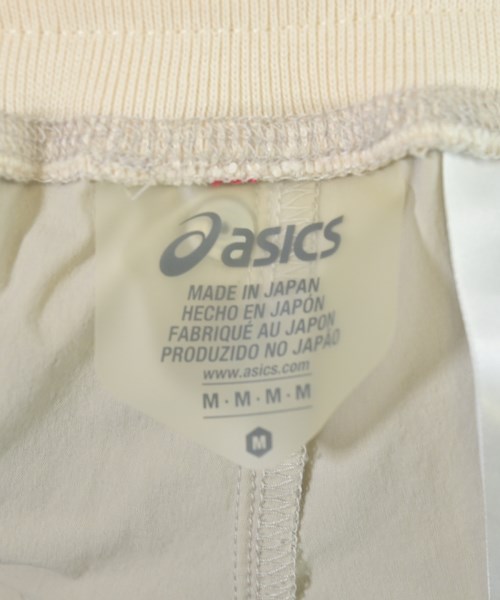 asics
MADE IN JAPAN
HECHO EN JAPÓN
FABRIQUÉ AU JAPON
PRODUZIDO NO JAPÃO
www.asics.com
M · M · M · M
M